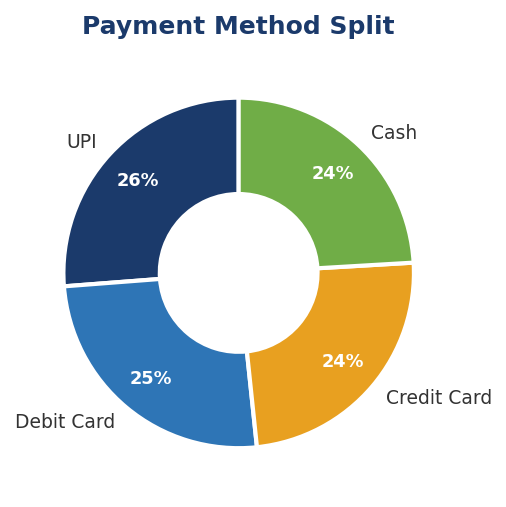 Payment Method Split
UPI
Cash
26%
24%
25%
24%
Debit Card
Credit Card